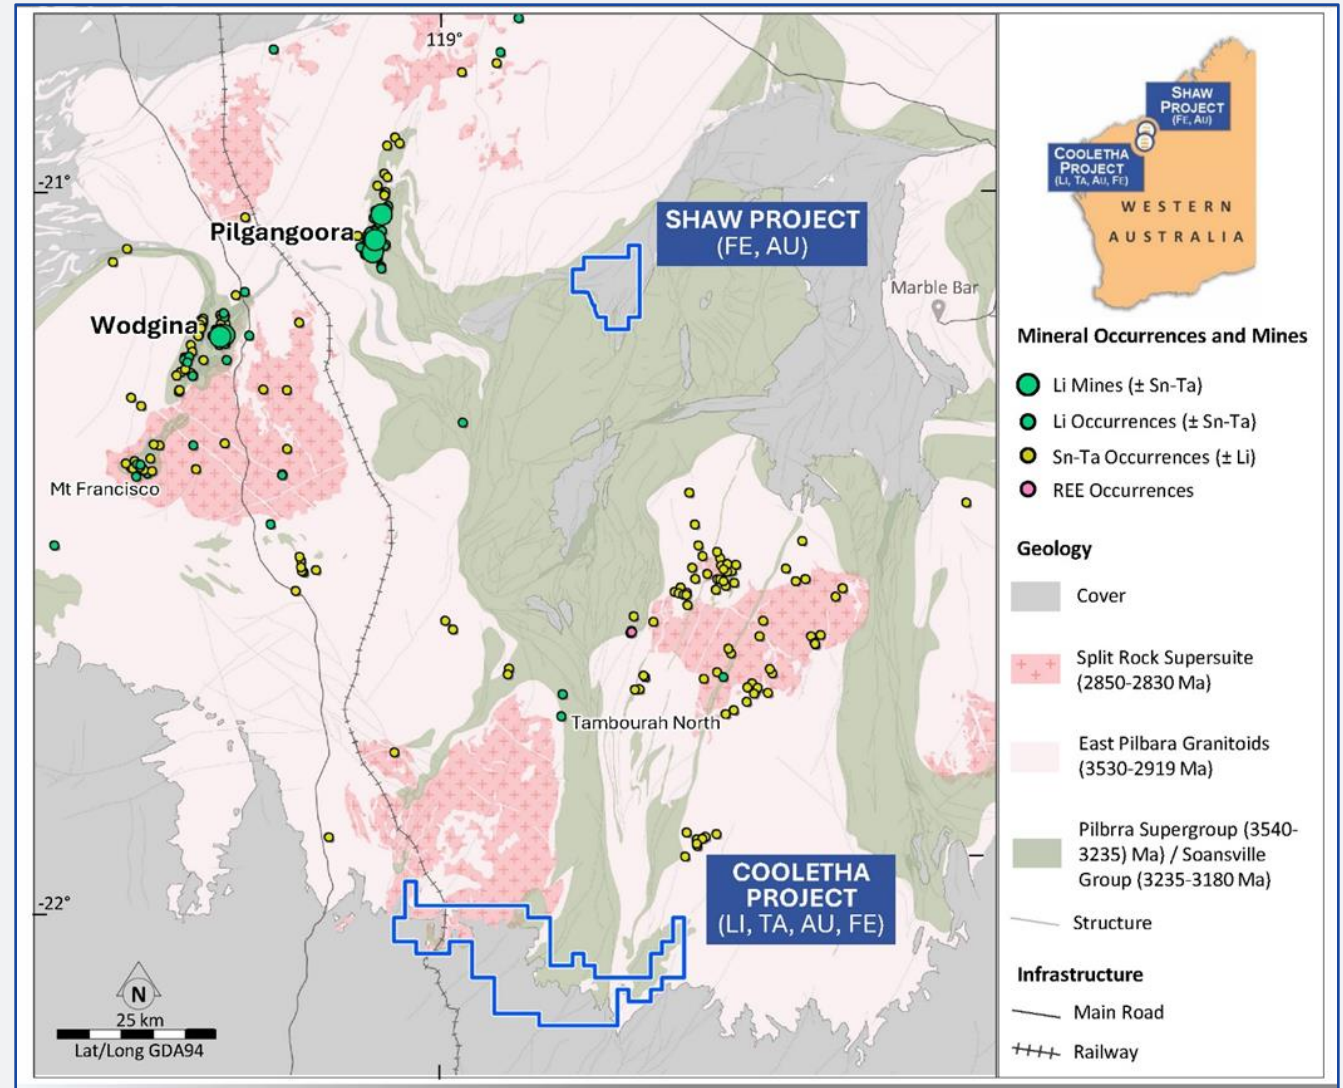 119°
-21°
Pilgangoora
SHAW PROJECT
(FE, AU)
Marble Bar
Wodgina
Mt Francisco
Tambourah North
COOLETHA
PROJECT
(LI, TA, AU, FE)
-22°
N
25 km
Lat/Long GDA94
SHAW
PROJECT
(FE, AU)
COOLETHA
PROJECT
(LI, TA, AU, FE)
WESTERN
AUSTRALIA
Mineral Occurrences and Mines
Li Mines (± Sn-Ta)
Li Occurrences (± Sn-Ta)
Sn-Ta Occurrences (± Li)
REE Occurrences
Geology
Cover
Split Rock Supersuite
(2850-2830 Ma)
East Pilbara Granitoids
(3530-2919 Ma)
Pilbrra Supergroup (3540-
3235) Ma) / Soansville
Group (3235-3180 Ma)
Structure
Infrastructure
Main Road
Railway